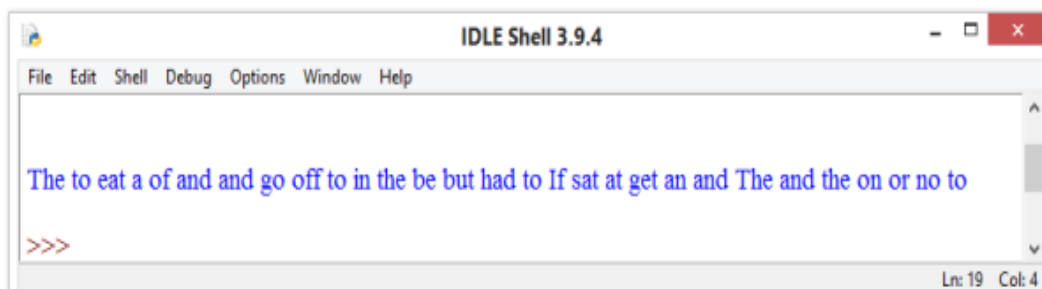 IDLE Shell 3.9.4
File Edit Shell Debug Options Window Help
The to eat a of and and go off to in the be but had to If sat at get an and The and the on or no to
>>>
Ln: 19 Col: 4